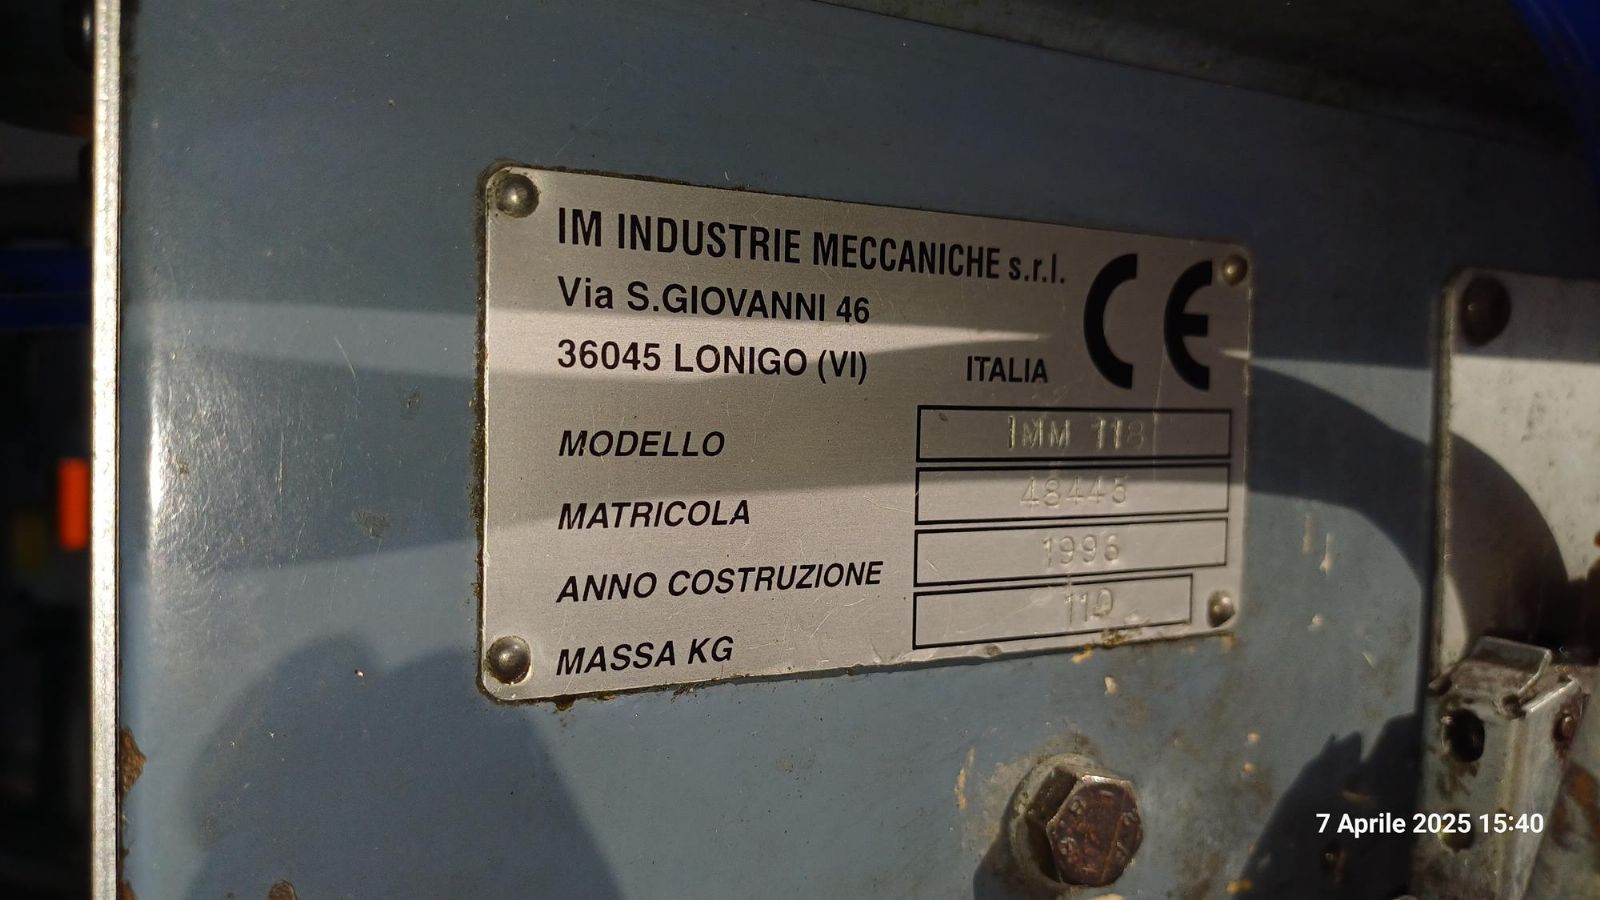 IM INDUSTRIE MECCANICHE s.r.l.
Via S.GIOVANNI 46
36045 LONIGO (VI)
ITALIA
CE
MODELLO
IMM 118
MATRICOLA
48445
ANNO COSTRUZIONE
1996
MASSA KG
110
7 Aprile 2025 15:40